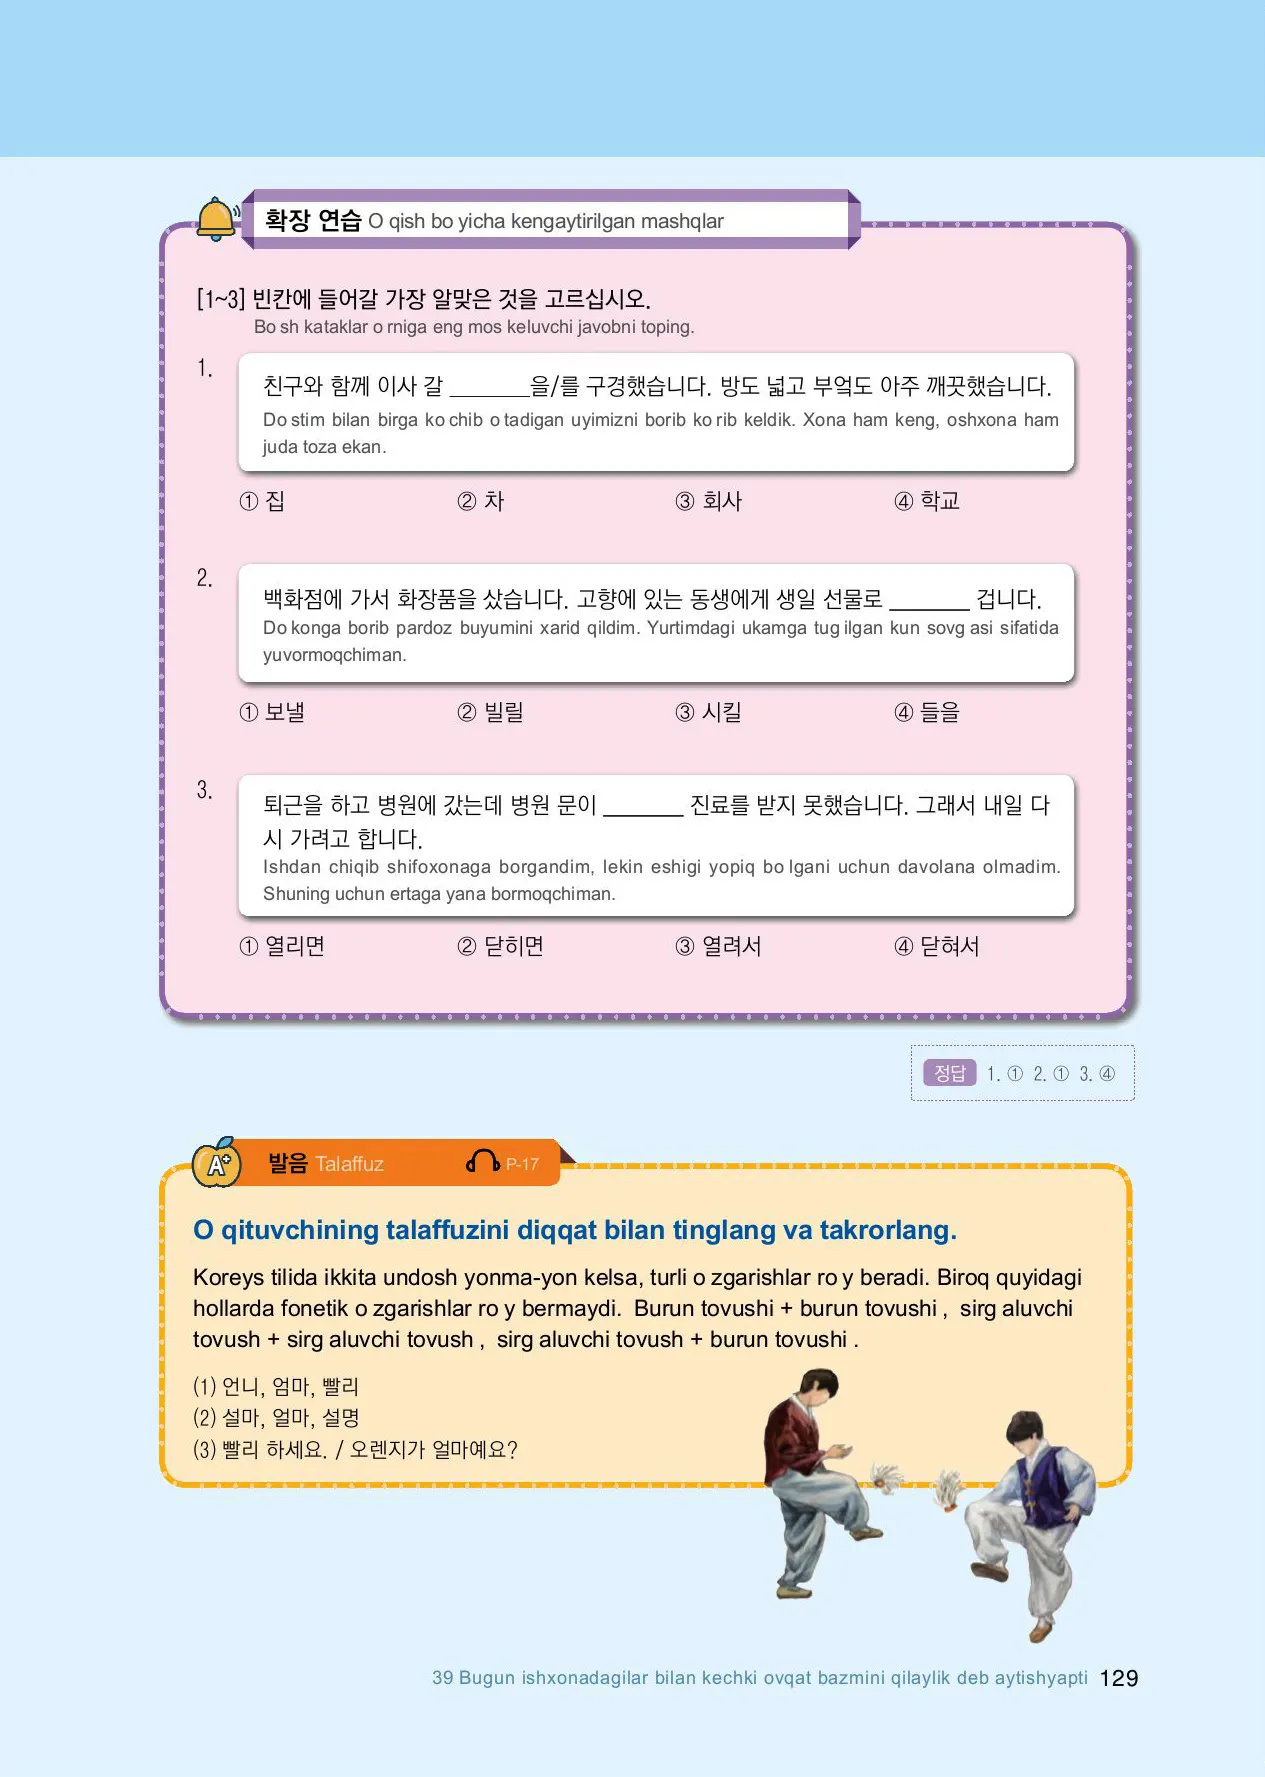 확장 연습 O qish bo yicha kengaytirilgan mashqlar
[1~3] 빈칸에 들어갈 가장 알맞은 것을 고르십시오.
Bo sh kataklar o rniga eng mos keluvchi javobni toping.
1.
친구와 함께 이사 갈 _______을/를 구경했습니다. 방도 넓고 부엌도 아주 깨끗했습니다.
Do stim bilan birga ko chib o tadigan uyimizni borib ko rib keldik. Xona ham keng, oshxona ham
juda toza ekan.
① 집 ② 차 ③ 회사 ④ 학교
2.
백화점에 가서 화장품을 샀습니다. 고향에 있는 동생에게 생일 선물로 _______ 겁니다.
Do konga borib pardoz buyumini xarid qildim. Yurtimdagi ukamga tug ilgan kun sovg asi sifatida
yuvormoqchiman.
① 보낼 ② 빌릴 ③ 시킬 ④ 들을
3.
퇴근을 하고 병원에 갔는데 병원 문이 _______ 진료를 받지 못했습니다. 그래서 내일 다
시 가려고 합니다.
Ishdan chiqib shifoxonaga borgandim, lekin eshigi yopiq bo lgani uchun davolana olmadim.
Shuning uchun ertaga yana bormoqchiman.
① 열리면 ② 닫히면 ③ 열려서 ④ 닫혀서
정답 1. ① 2. ① 3. ④
A+ 발음 Talaffuz P-17
O qituvchining talaffuzini diqqat bilan tinglang va takrorlang.
Koreys tilida ikkita undosh yonma-yon kelsa, turli o zgarishlar ro y beradi. Biroq quyidagi
hollarda fonetik o zgarishlar ro y bermaydi. Burun tovushi + burun tovushi , sirg aluvchi
tovush + sirg aluvchi tovush , sirg aluvchi tovush + burun tovushi .
(1) 언니, 엄마, 빨리
(2) 설마, 얼마, 설명
(3) 빨리 하세요. / 오렌지가 얼마예요?
39 Bugun ishxonadagilar bilan kechki ovqat bazmini qilaylik deb aytishyapti 129